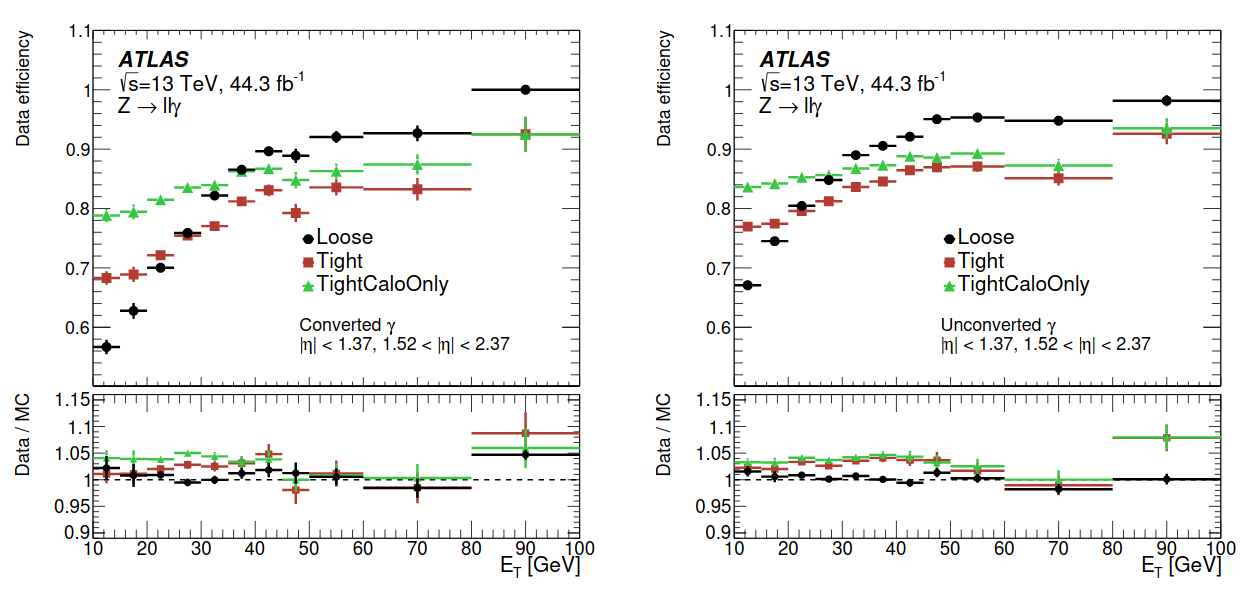 Data efficiency
1.1
1
0.9
0.8
0.7
0.6
ATLAS
√s=13 TeV, 44.3 fb⁻¹
Z → llγ
Loose
Tight
TightCaloOnly
Converted γ
|η| < 1.37, 1.52 < |η| < 2.37
Data / MC
1.15
1.1
1.05
1
0.95
0.9
10 20 30 40 50 60 70 80 90 100
E_T [GeV]
Data efficiency
1.1
1
0.9
0.8
0.7
0.6
ATLAS
√s=13 TeV, 44.3 fb⁻¹
Z → llγ
Loose
Tight
TightCaloOnly
Unconverted γ
|η| < 1.37, 1.52 < |η| < 2.37
Data / MC
1.15
1.1
1.05
1
0.95
0.9
10 20 30 40 50 60 70 80 90 100
E_T [GeV]